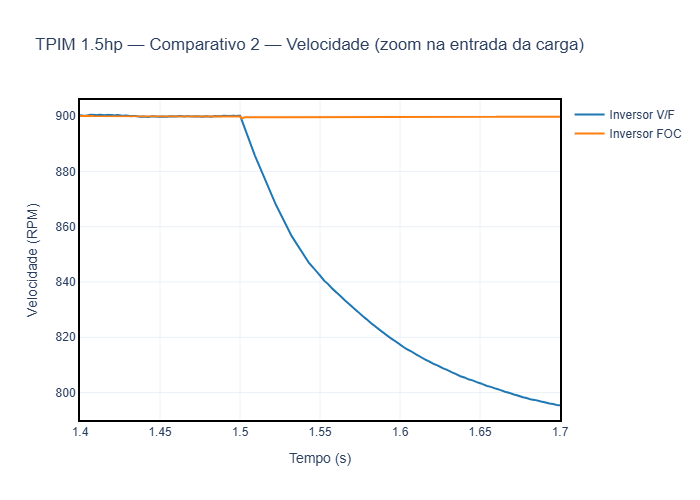 TPIM 1.5hp — Comparativo 2 — Velocidade (zoom na entrada da carga)
Inversor V/F
Inversor FOC
Velocidade (RPM)
900
880
860
840
820
800
1.4
1.45
1.5
1.55
1.6
1.65
1.7
Tempo (s)